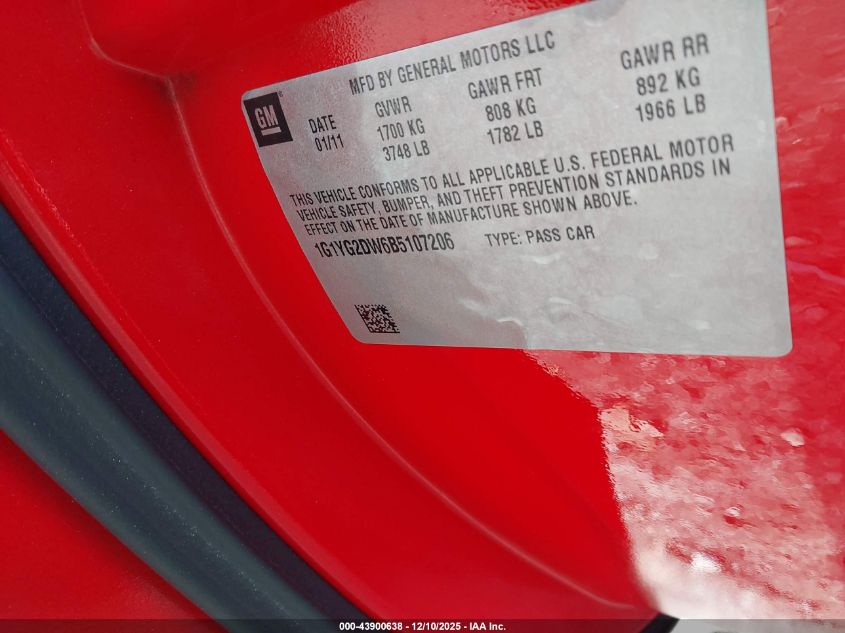 MFD BY GENERAL MOTORS LLC
GM
DATE GVWR GAWR FRT GAWR RR
01/11 1700 KG 808 KG 892 KG
3748 LB 1782 LB 1966 LB
THIS VEHICLE CONFORMS TO ALL APPLICABLE U.S. FEDERAL MOTOR
VEHICLE SAFETY, BUMPER, AND THEFT PREVENTION STANDARDS IN
EFFECT ON THE DATE OF MANUFACTURE SHOWN ABOVE.
1G1YG2DW6B5107206 TYPE: PASS CAR
000-43900638 - 12/10/2025 - IAA Inc.